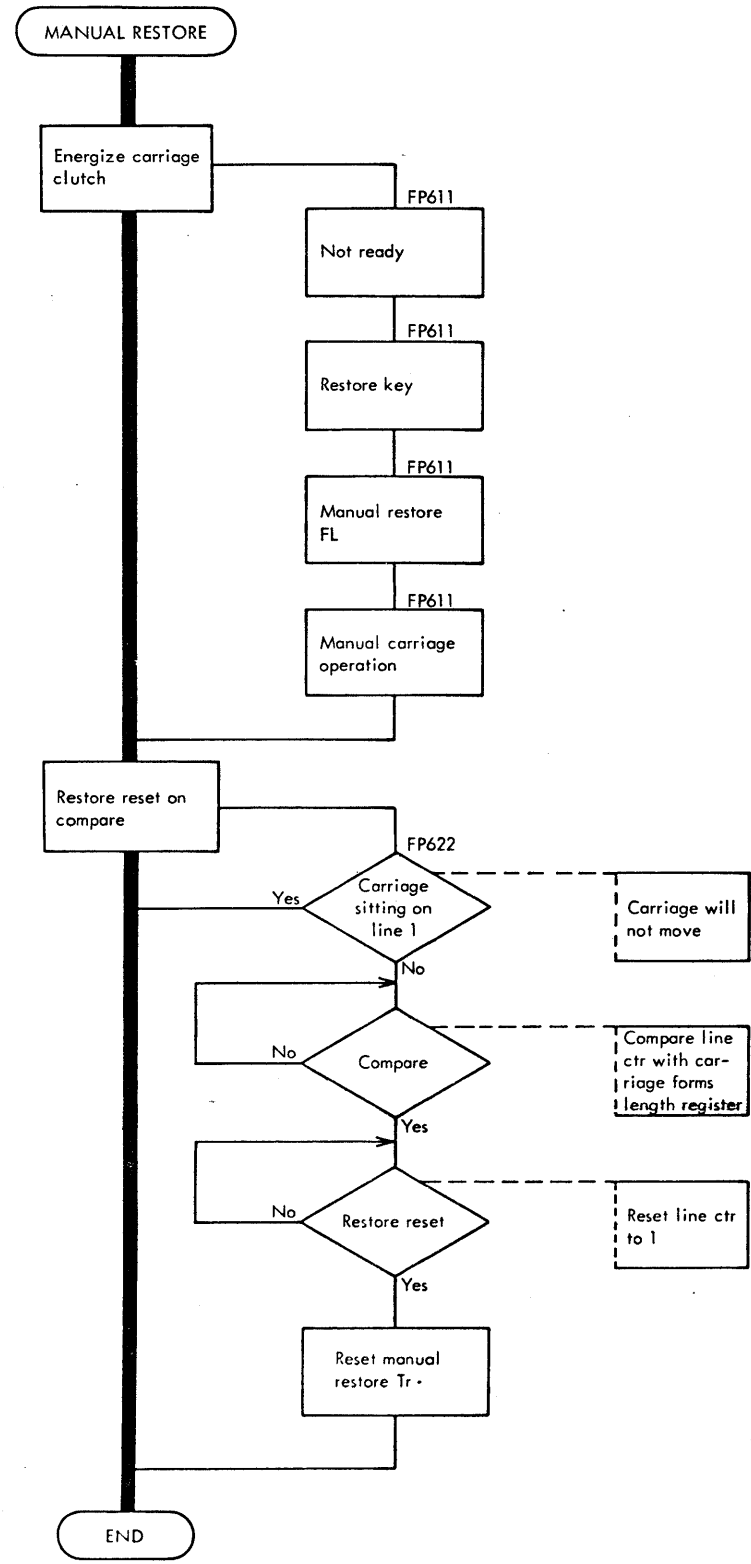 MANUAL RESTORE
Energize carriage
clutch
FP611
Not ready
FP611
Restore key
FP611
Manual restore
FL
FP611
Manual carriage
operation
Restore reset on
compare
FP622
Carriage
sitting on
line 1
Yes
Carriage will
not move
No
Compare
No
Compare line
ctr with car-
riage forms
length register
Yes
Restore reset
No
Reset line ctr
to 1
Yes
Reset manual
restore Tr.
END